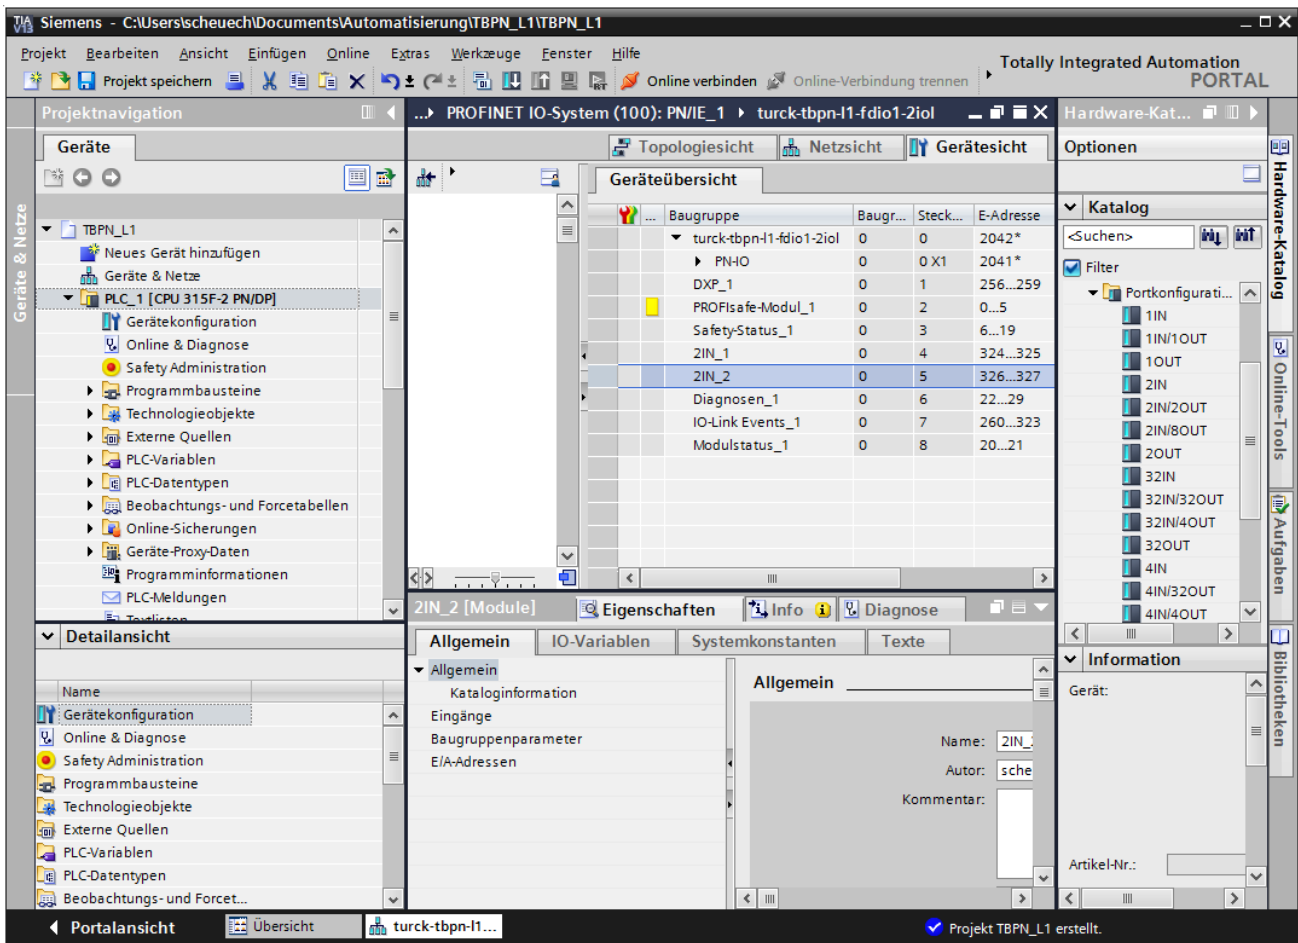 TIA V13 Siemens - C:\Users\scheuech\Documents\Automatisierung\TBPN_L1\TBPN_L1
Projekt Bearbeiten Ansicht Einfügen Online Extras Werkzeuge Fenster Hilfe
Totally Integrated Automation
PORTAL
Projekt speichern Online verbinden Online-Verbindung trennen
Projektnavigation
Geräte
Geräte & Netze
TBPN_L1
Neues Gerät hinzufügen
Geräte & Netze
PLC_1 [CPU 315F-2 PN/DP]
Gerätekonfiguration
Online & Diagnose
Safety Administration
Programmbausteine
Technologieobjekte
Externe Quellen
PLC-Variablen
PLC-Datentypen
Beobachtungs- und Forcetabellen
Online-Sicherungen
Geräte-Proxy-Daten
Programminformationen
PLC-Meldungen
Textlisten
Detailansicht
Name
Gerätekonfiguration
Online & Diagnose
Safety Administration
Programmbausteine
Technologieobjekte
Externe Quellen
PLC-Variablen
PLC-Datentypen
Beobachtungs- und Forcet...
... PROFINET IO-System (100): PN/IE_1 turck-tbpn-l1-fdio1-2iol
Topologiesicht Netzsicht Gerätesicht
Geräteübersicht
... Baugruppe Baugr... Steck... E-Adresse
turck-tbpn-l1-fdio1-2iol 0 0 2042*
PN-IO 0 0 X1 2041*
DXP_1 0 1 256...259
PROFIsafe-Modul_1 0 2 0...5
Safety-Status_1 0 3 6...19
2IN_1 0 4 324...325
2IN_2 0 5 326...327
Diagnosen_1 0 6 22...29
IO-Link Events_1 0 7 260...323
Modulstatus_1 0 8 20...21
2IN_2 [Module]
Eigenschaften Info Diagnose
Allgemein IO-Variablen Systemkonstanten Texte
Allgemein
Kataloginformation
Eingänge
Baugruppenparameter
E/A-Adressen
Allgemein
Name: 2IN_2
Autor: sche
Kommentar:
Hardware-Kat...
Optionen
Katalog
<Suchen>
Filter
Portkonfigurati...
1IN
1IN/1OUT
1OUT
2IN
2IN/2OUT
2IN/8OUT
2OUT
32IN
32IN/32OUT
32IN/4OUT
32OUT
4IN
4IN/32OUT
4IN/4OUT
Information
Gerät:
Artikel-Nr.:
Hardware-Katalog
Online-Tools
Aufgaben
Bibliotheken
Portalansicht Übersicht turck-tbpn-l1... Projekt TBPN_L1 erstellt.